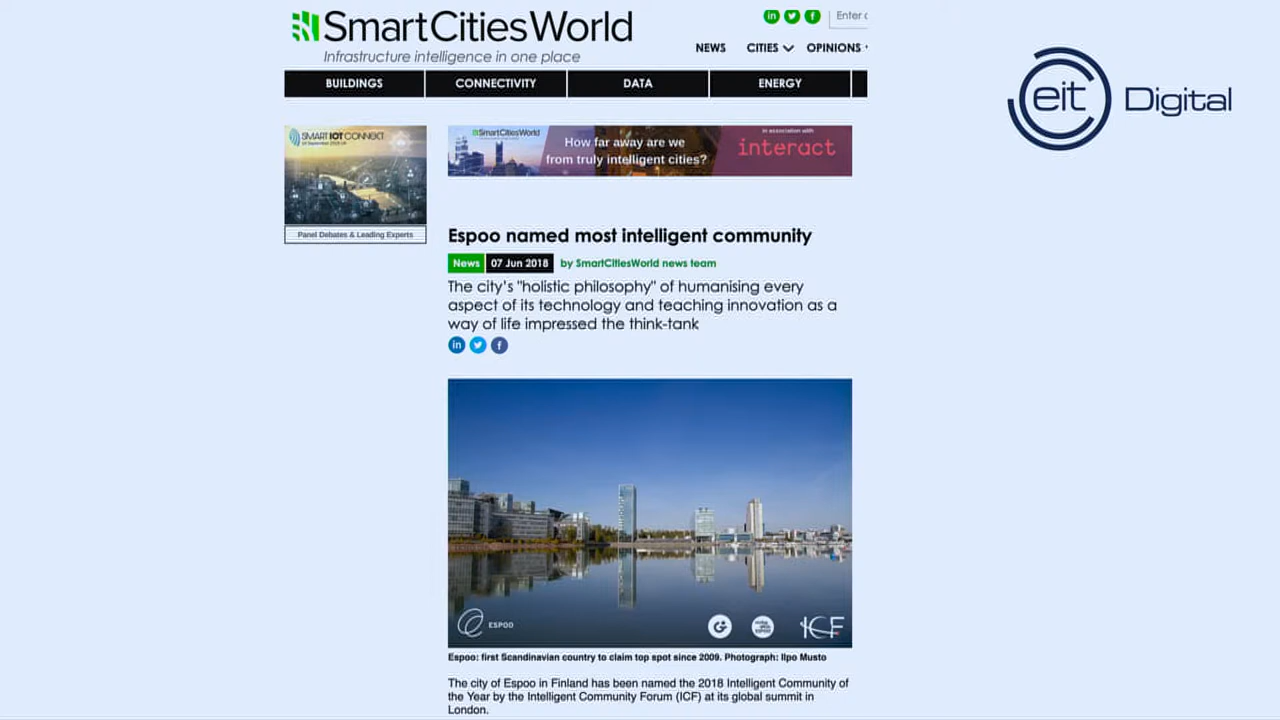 SmartCitiesWorld
Infrastructure intelligence in one place
Enter
NEWS CITIES OPINIONS
BUILDINGS CONNECTIVITY DATA ENERGY
eit Digital
SMART IOT CONNEKT
Panel Debates & Leading Experts
SmartCitiesWorld
How far away are we
from truly intelligent cities?
in association with
interact
Espoo named most intelligent community
News 07 Jun 2018 by SmartCitiesWorld news team
The city's "holistic philosophy" of humanising every
aspect of its technology and teaching innovation as a
way of life impressed the think-tank
ESPOO
ICF
Espoo: first Scandinavian country to claim top spot since 2009. Photograph: Ilpo Musto
The city of Espoo in Finland has been named the 2018 Intelligent Community of
the Year by the Intelligent Community Forum (ICF) at its global summit in
London.